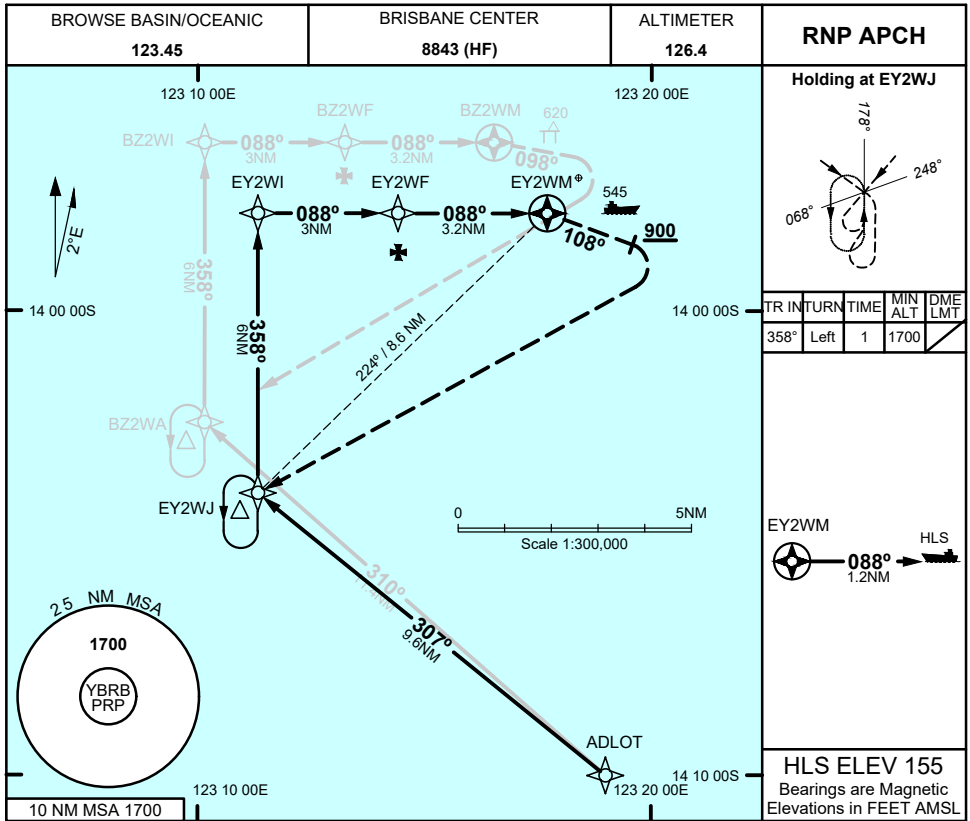 BROWSE BASIN/OCEANIC
123.45
BRISBANE CENTER
8843 (HF)
ALTIMETER
126.4
RNP APCH
123 10 00E
123 20 00E
BZ2WI
088º
3NM
BZ2WF
088º
3.2NM
BZ2WM
620
098º
EY2WI
088º
3NM
EY2WF
088º
3.2NM
EY2WM
545
108º
900
2°E
358º
6NM
358º
6NM
14 00 00S
14 00 00S
224º / 8.6 NM
BZ2WA
EY2WJ
0
5NM
Scale 1:300,000
310º
307º
9.6NM
ADLOT
25 NM MSA
1700
YBRB
PRP
14 10 00S
123 10 00E
123 20 00E
10 NM MSA 1700
Holding at EY2WJ
178°
248°
068°
TR IN TURN TIME MIN ALT DME LMT
358° Left 1 1700
EY2WM
HLS
088º
1.2NM
HLS ELEV 155
Bearings are Magnetic
Elevations in FEET AMSL